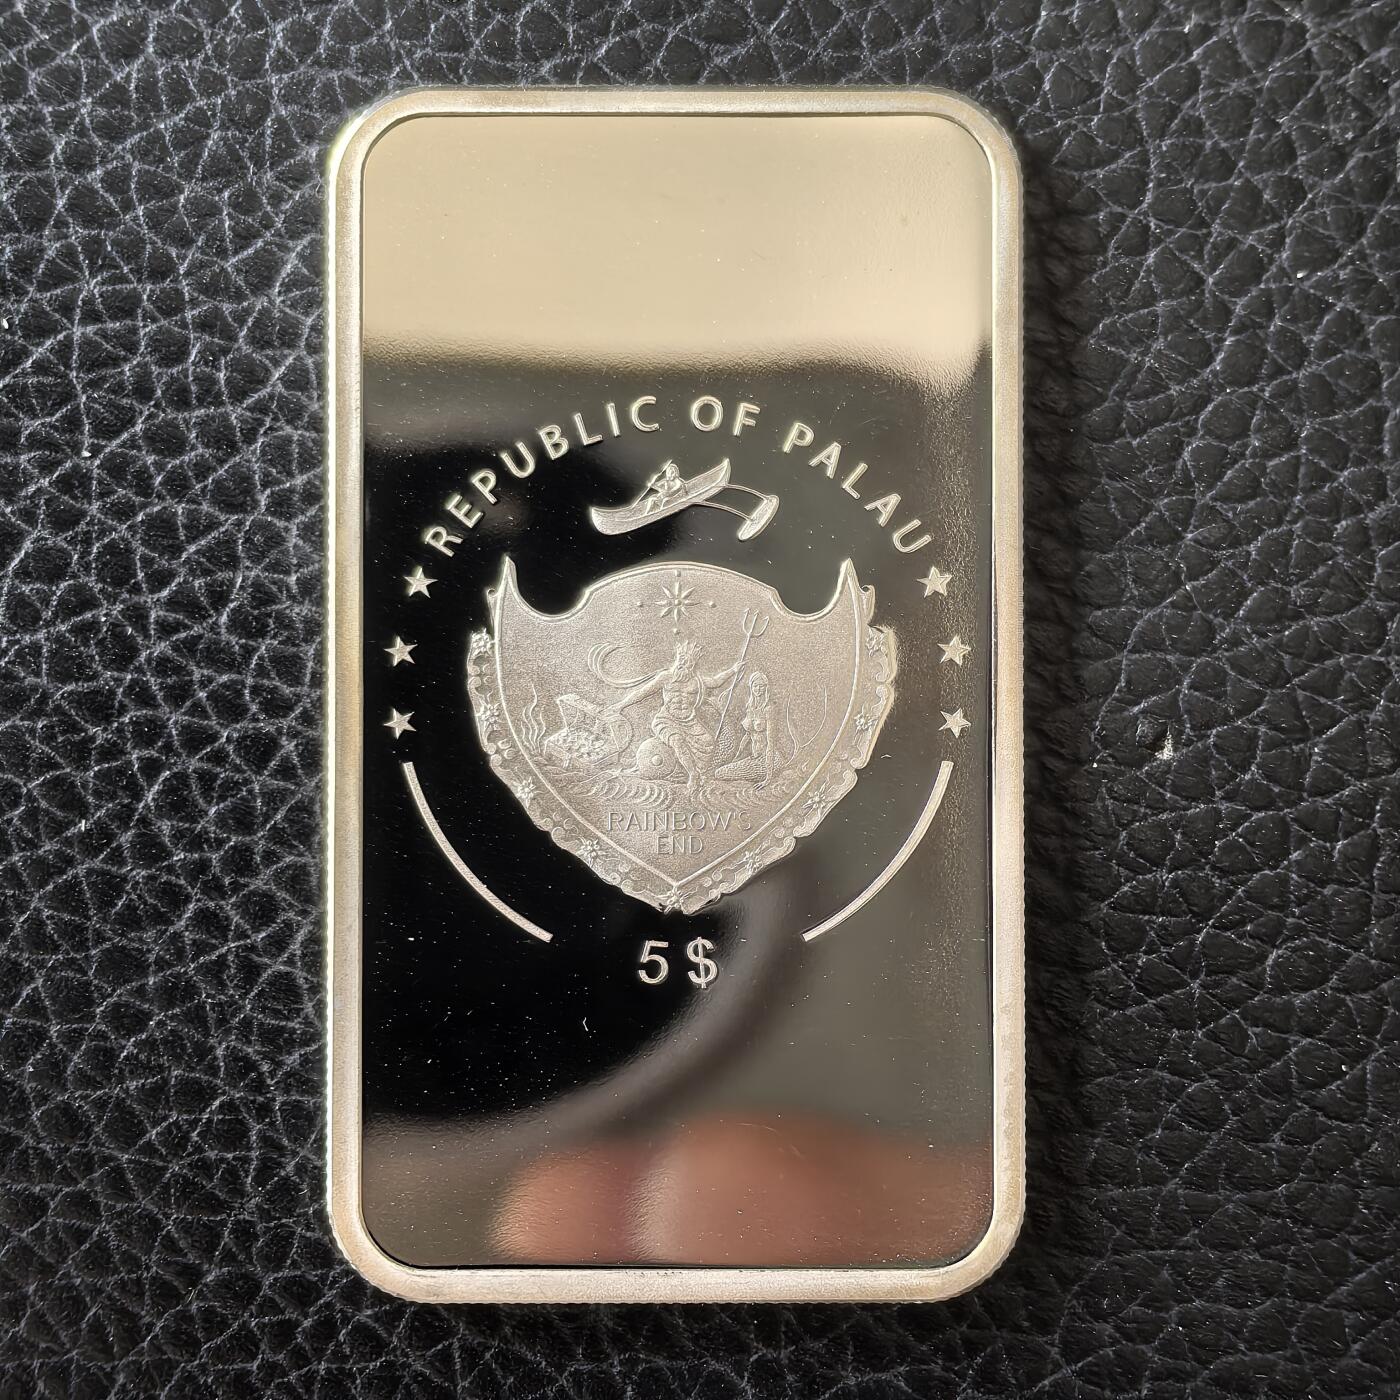 REPUBLIC OF PALAU
RAINBOW'S
END
5 $